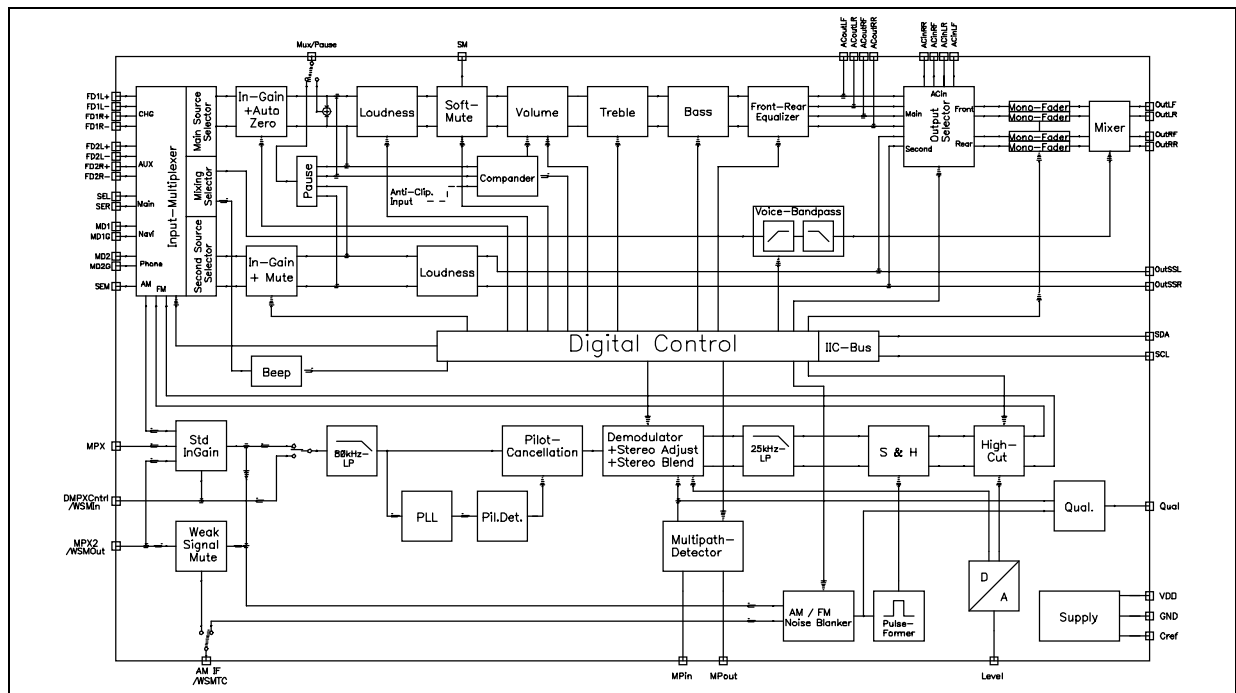 Mux/Pause
SM
ACoutLF
ACoutLR
ACoutRF
ACoutRR
ACinRR
ACinRF
ACinLR
ACinLF
FD1L+
FD1L-
FD1R+
FD1R-
FD2L+
FD2L-
FD2R+
FD2R-
SEL
SER
MD1
MD1G
MD2
MD2G
SEM
CHG
AUX
Main
Navi
Phone
AM
FM
Input-Multiplexer
Main Source
Selector
Mixing
Selector
Second Source
Selector
In-Gain
+Auto
Zero
Loudness
Soft-
Mute
Volume
Treble
Bass
Front-Rear
Equalizer
ACin
Main
Second
Output
Selector
Front
Rear
Mono-Fader
Mono-Fader
Mono-Fader
Mono-Fader
Mixer
OutLF
OutLR
OutRF
OutRR
Pause
Anti-Clip.
Input
Compander
Voice-Bandpass
In-Gain
+ Mute
Loudness
OutSSL
OutSSR
Digital Control
IIC-Bus
SDA
SCL
Beep
MPX
Std
InGain
80kHz-
LP
Pilot-
Cancellation
Demodulator
+Stereo Adjust
+Stereo Blend
25kHz-
LP
S & H
High-
Cut
DMPXCntrl
/WSMIn
PLL
Pil.Det.
Qual.
Qual
MPX2
/WSMOut
Weak
Signal
Mute
Multipath-
Detector
D
A
AM / FM
Noise Blanker
Pulse-
Former
Supply
VDD
GND
Cref
AM IF
/WSMTC
MPin
MPout
Level